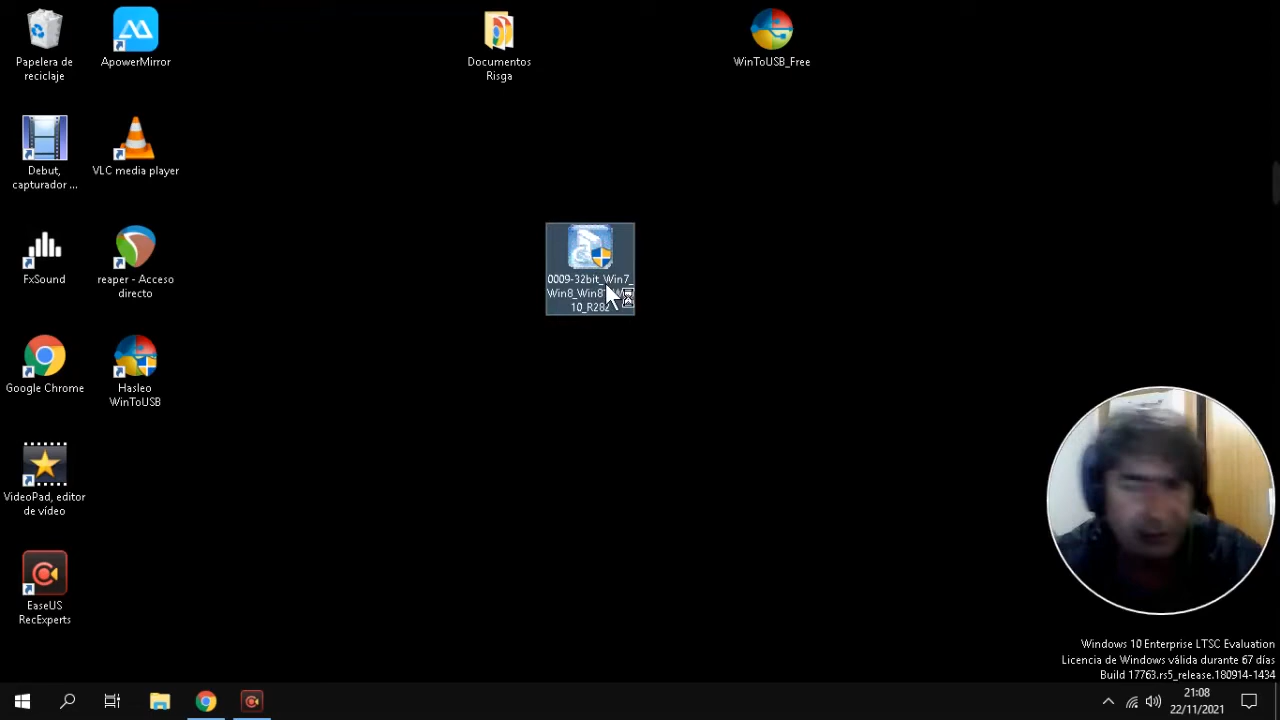 Papelera de
reciclaje
ApowerMirror
Documentos
Risga
WinToUSB_Free
Debut,
capturador ...
VLC media player
FxSound
reaper - Acceso
directo
0009-32bit_Win7_
Win8_Win8
10_R282
Google Chrome
Hasleo
WinToUSB
VideoPad, editor
de vídeo
EaseUS
RecExperts
Windows 10 Enterprise LTSC Evaluation
Licencia de Windows válida durante 67 días
Build 17763.rs5_release.180914-1434
21:08
22/11/2021